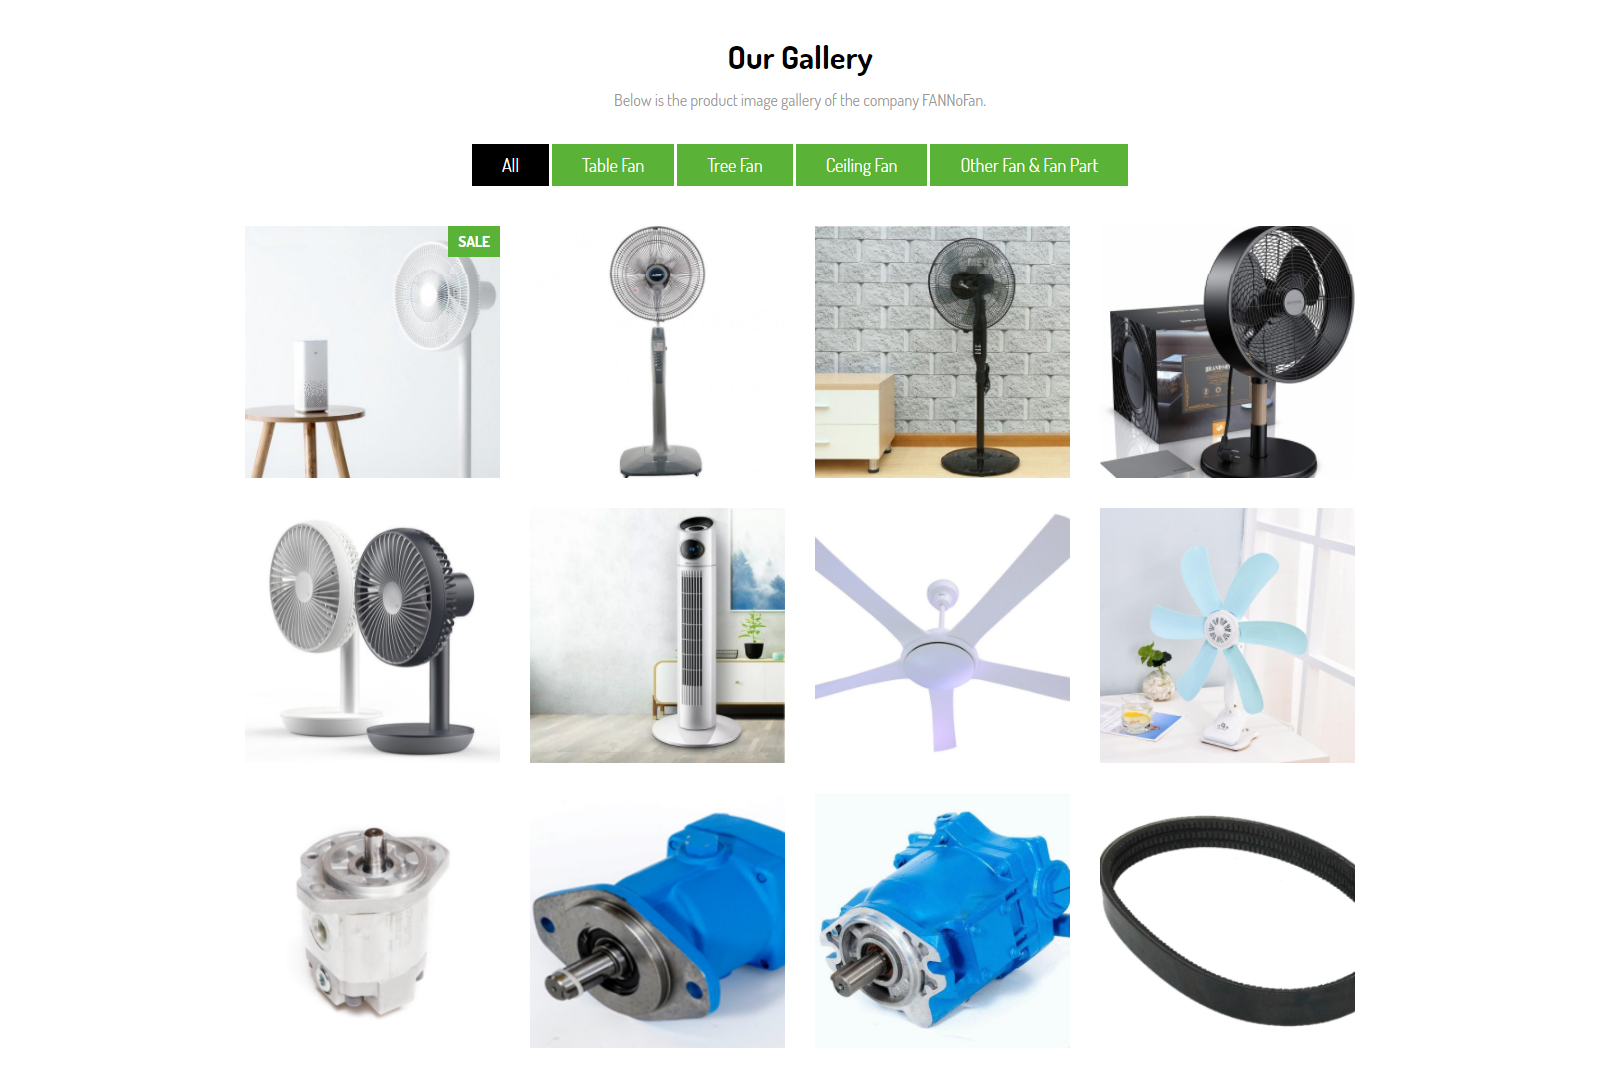 Our Gallery
Below is the product image gallery of the company FANNoFan.
All
Table Fan
Tree Fan
Ceiling Fan
Other Fan & Fan Part
SALE